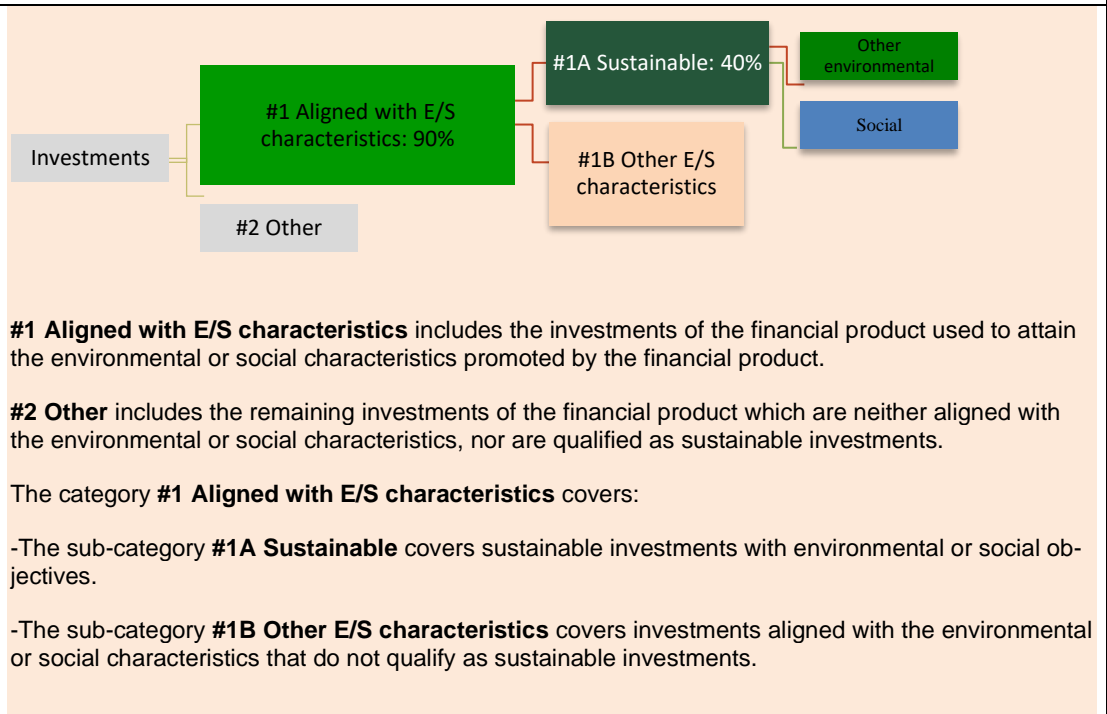 Investments
#1 Aligned with E/S
characteristics: 90%
#2 Other
#1A Sustainable: 40%
#1B Other E/S
characteristics
Other
environmental
Social
#1 Aligned with E/S characteristics includes the investments of the financial product used to attain
the environmental or social characteristics promoted by the financial product.
#2 Other includes the remaining investments of the financial product which are neither aligned with
the environmental or social characteristics, nor are qualified as sustainable investments.
The category #1 Aligned with E/S characteristics covers:
-The sub-category #1A Sustainable covers sustainable investments with environmental or social ob-
jectives.
-The sub-category #1B Other E/S characteristics covers investments aligned with the environmental
or social characteristics that do not qualify as sustainable investments.